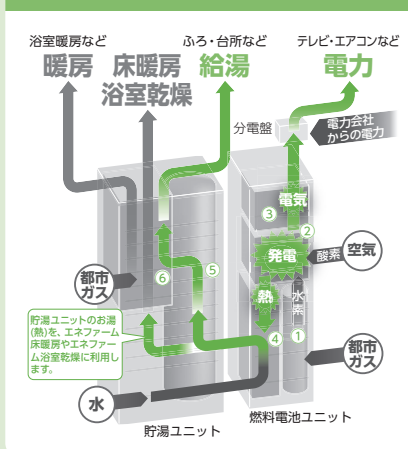 浴室暖房など
暖房
床暖房
浴室乾燥
ふろ・台所など
給湯
テレビ・エアコンなど
電力
分電盤
電力会社
からの電力
電気
③
②
発電
酸素
空気
熱
水素
①
④
⑤
⑥
都市
ガス
都市
ガス
貯湯ユニットのお湯
(熱)を、エネファーム
床暖房やエネファー
ム浴室乾燥に利用し
ます。
水
貯湯ユニット
燃料電池ユニット